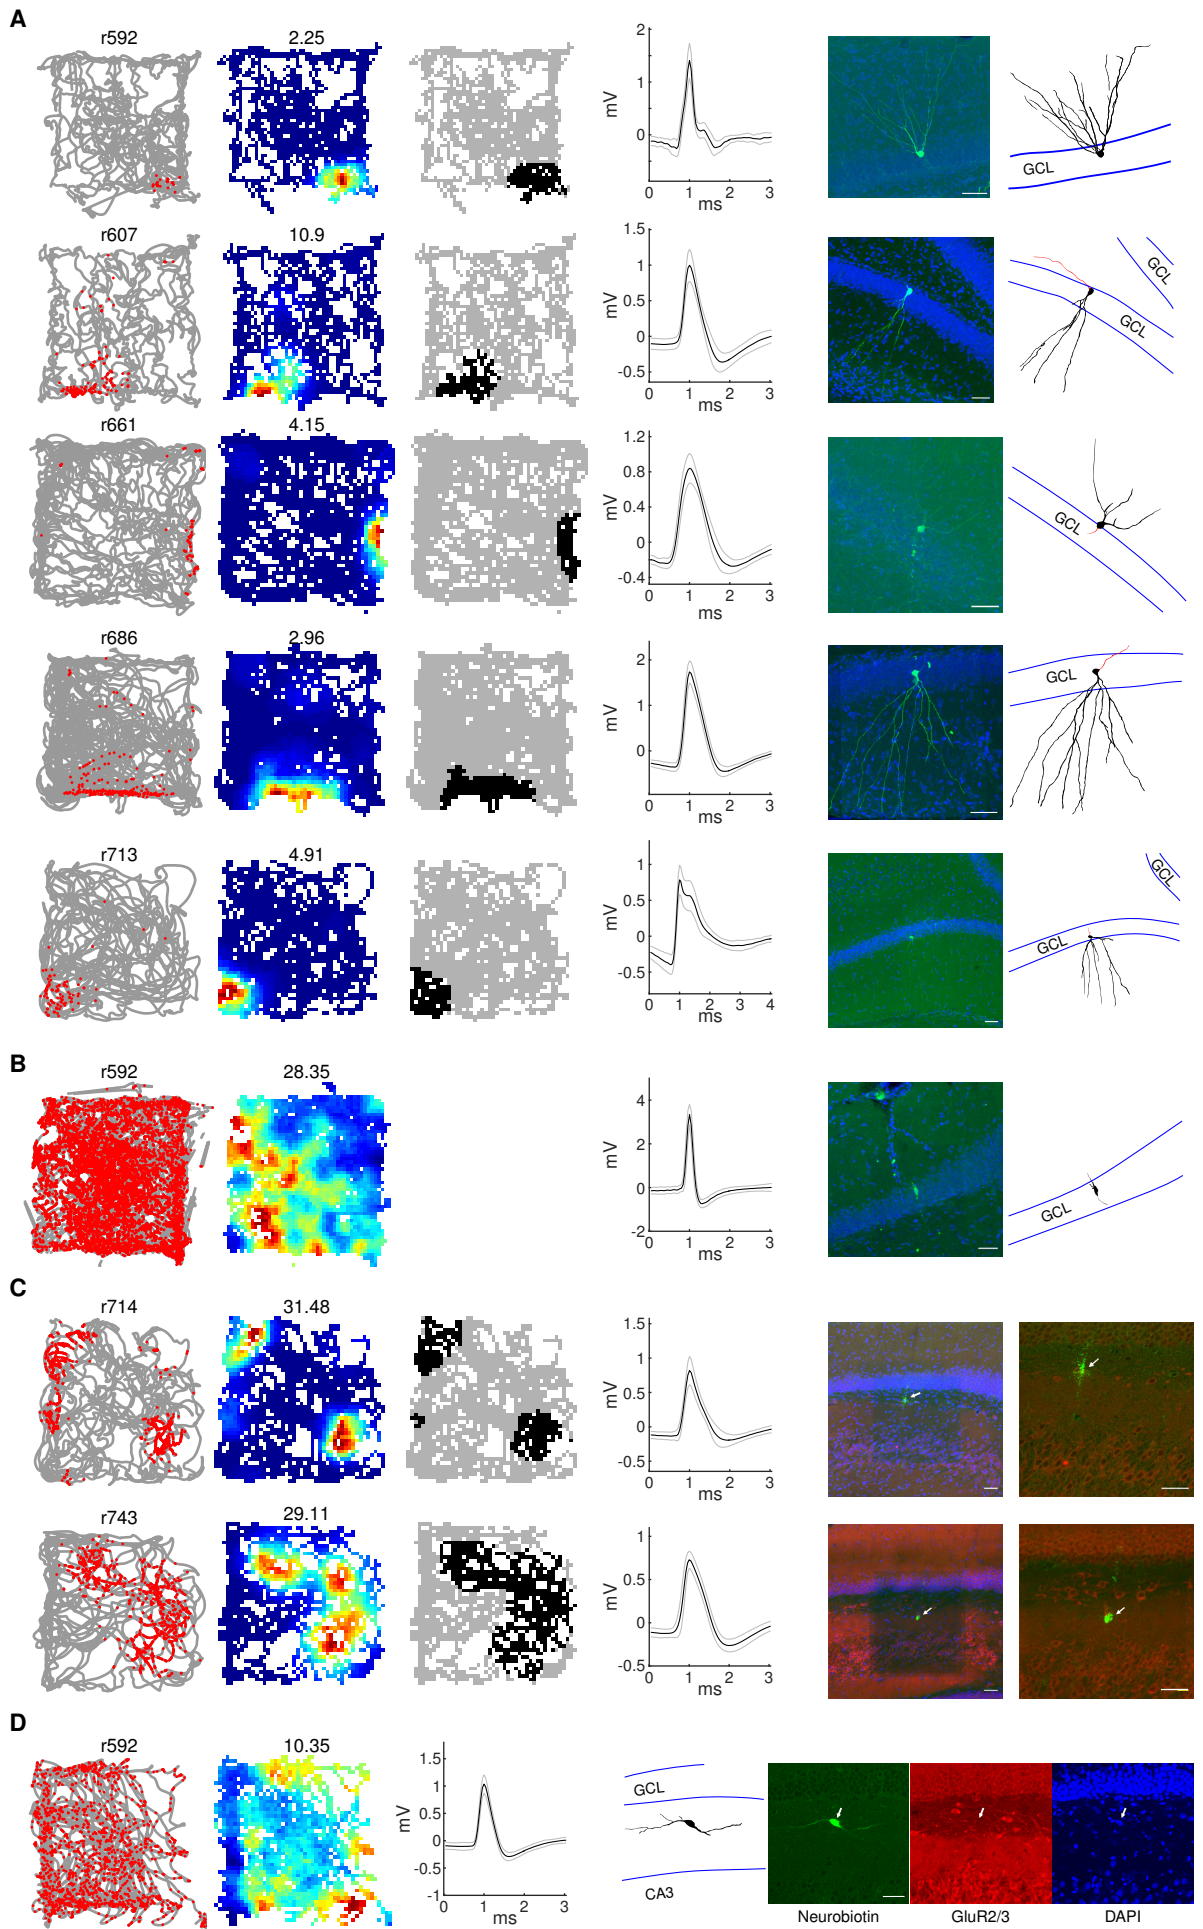 A
r592
2.25
2
1
0
mV
0 1 2 3
ms
GCL
r607
10.9
1.5
1
0.5
0
-0.5
mV
0 1 2 3
ms
GCL
GCL
r661
4.15
1.2
0.8
0.4
0
-0.4
mV
0 1 2 3
ms
GCL
r686
2.96
2
1
0
mV
0 1 2 3 4
ms
GCL
r713
4.91
1
0.5
0
-0.5
mV
0 1 2 3 4
ms
GCL
GCL
B
r592
28.35
4
2
0
-2
mV
0 1 2 3
ms
GCL
C
r714
31.48
1.5
1
0.5
0
-0.5
mV
0 1 2 3
ms
r743
29.11
1
0.5
0
-0.5
mV
0 1 2 3
ms
D
r592
10.35
1.5
1
0.5
0
-0.5
-1
mV
0 1 2 3
ms
GCL
CA3
Neurobiotin
GluR2/3
DAPI